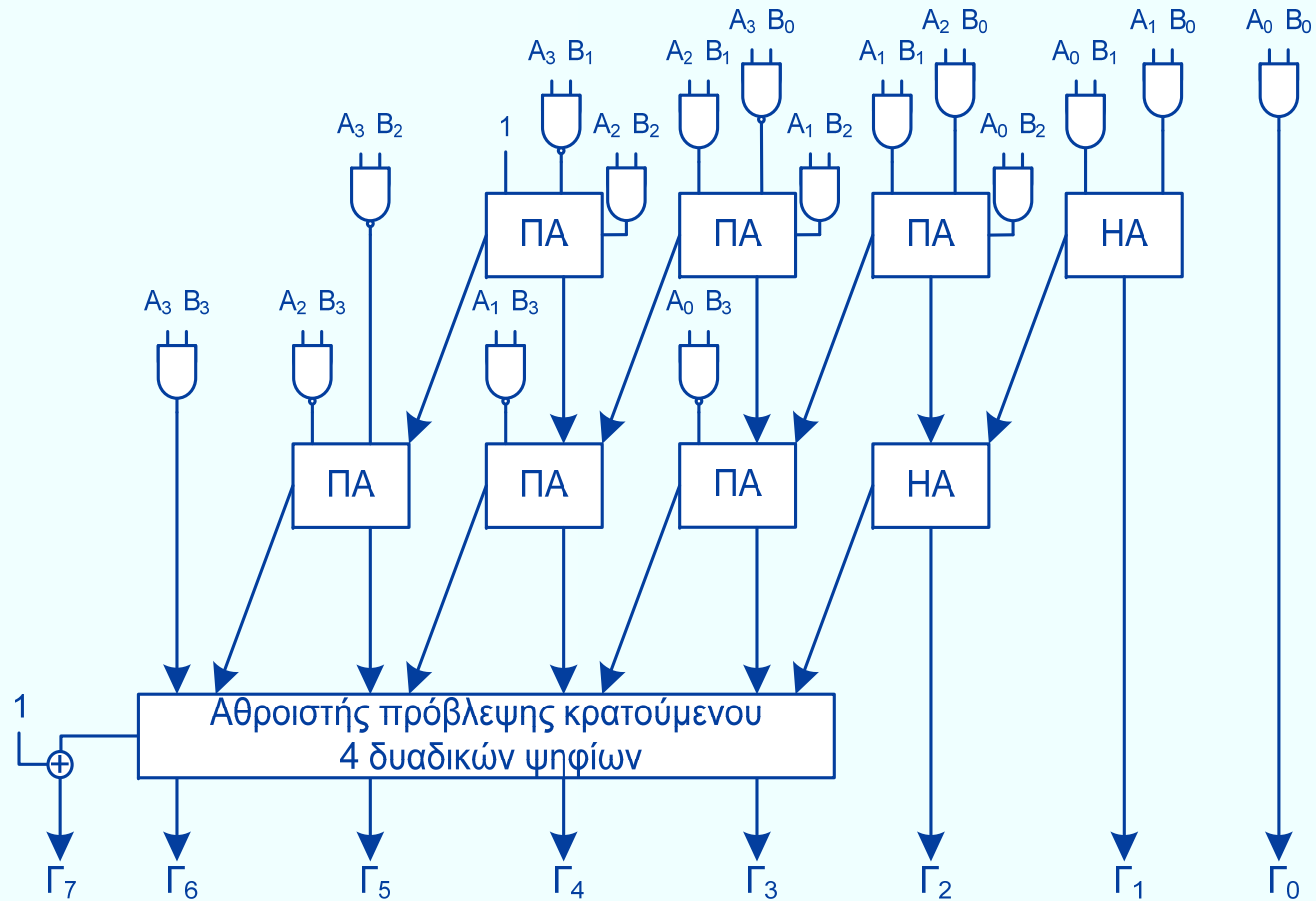 A₃ B₀ A₂ B₀ A₁ B₀ A₀ B₀
A₃ B₁ A₂ B₁ A₁ B₁ A₀ B₁
A₃ B₂ 1 A₂ B₂ A₁ B₂ A₀ B₂
ΠΑ ΠΑ ΠΑ ΗΑ
A₃ B₃ A₂ B₃ A₁ B₃ A₀ B₃
ΠΑ ΠΑ ΠΑ ΗΑ
1 Αθροιστής πρόβλεψης κρατούμενου
4 δυαδικών ψηφίων
Γ₇ Γ₆ Γ₅ Γ₄ Γ₃ Γ₂ Γ₁ Γ₀